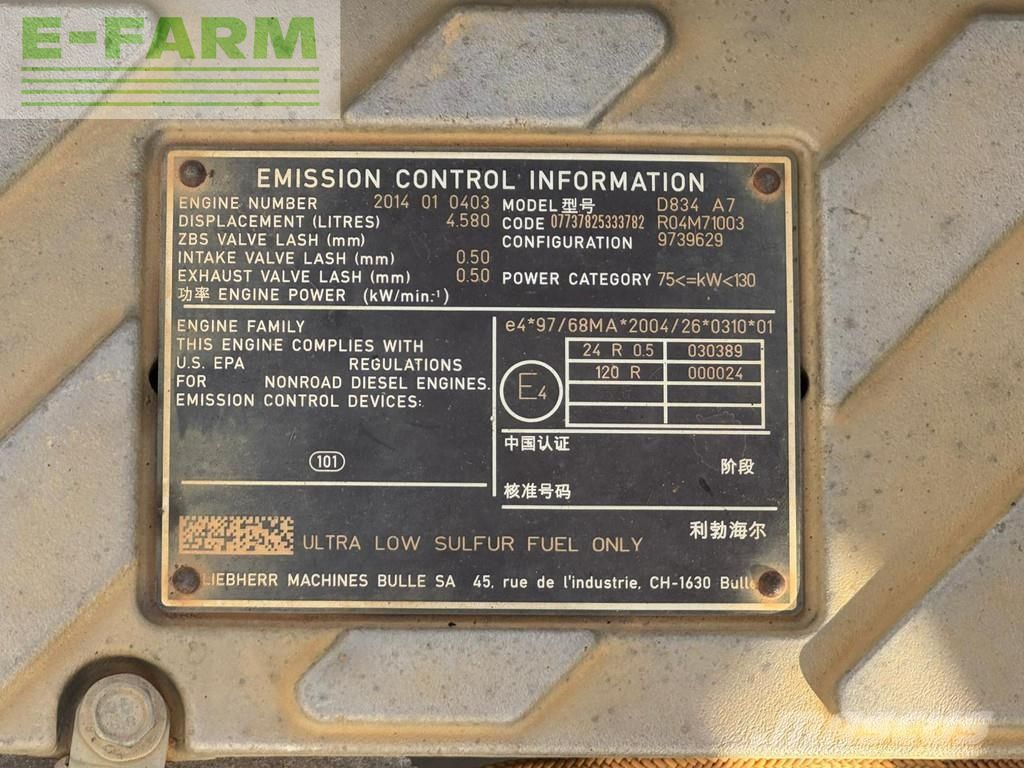 E-FARM
EMISSION CONTROL INFORMATION
ENGINE NUMBER 2014 01 0403
DISPLACEMENT (LITRES) 4.580
ZBS VALVE LASH (mm)
INTAKE VALVE LASH (mm) 0.50
EXHAUST VALVE LASH (mm) 0.50
功率 ENGINE POWER (kW/min.-¹)
MODEL 型号 D834 A7
CODE 07737825333782 R04M71003
CONFIGURATION 9739629
POWER CATEGORY 75<=kW<130
ENGINE FAMILY
THIS ENGINE COMPLIES WITH
U.S. EPA REGULATIONS
FOR NONROAD DIESEL ENGINES.
EMISSION CONTROL DEVICES:
101
e4*97/68MA*2004/26*0310*01
E4
24 R 0.5 030389
120 R 000024
中国认证
阶段
核准号码
利勃海尔
ULTRA LOW SULFUR FUEL ONLY
LIEBHERR MACHINES BULLE SA 45, rue de l'industrie, CH-1630 Bulle